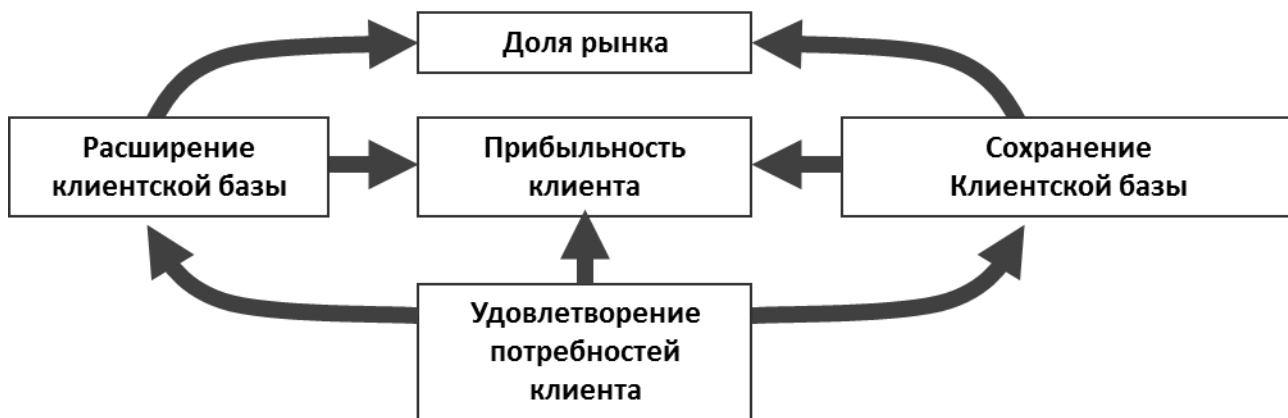 Доля рынка
Расширение
клиентской базы
Прибыльность
клиента
Сохранение
Клиентской базы
Удовлетворение
потребностей
клиента